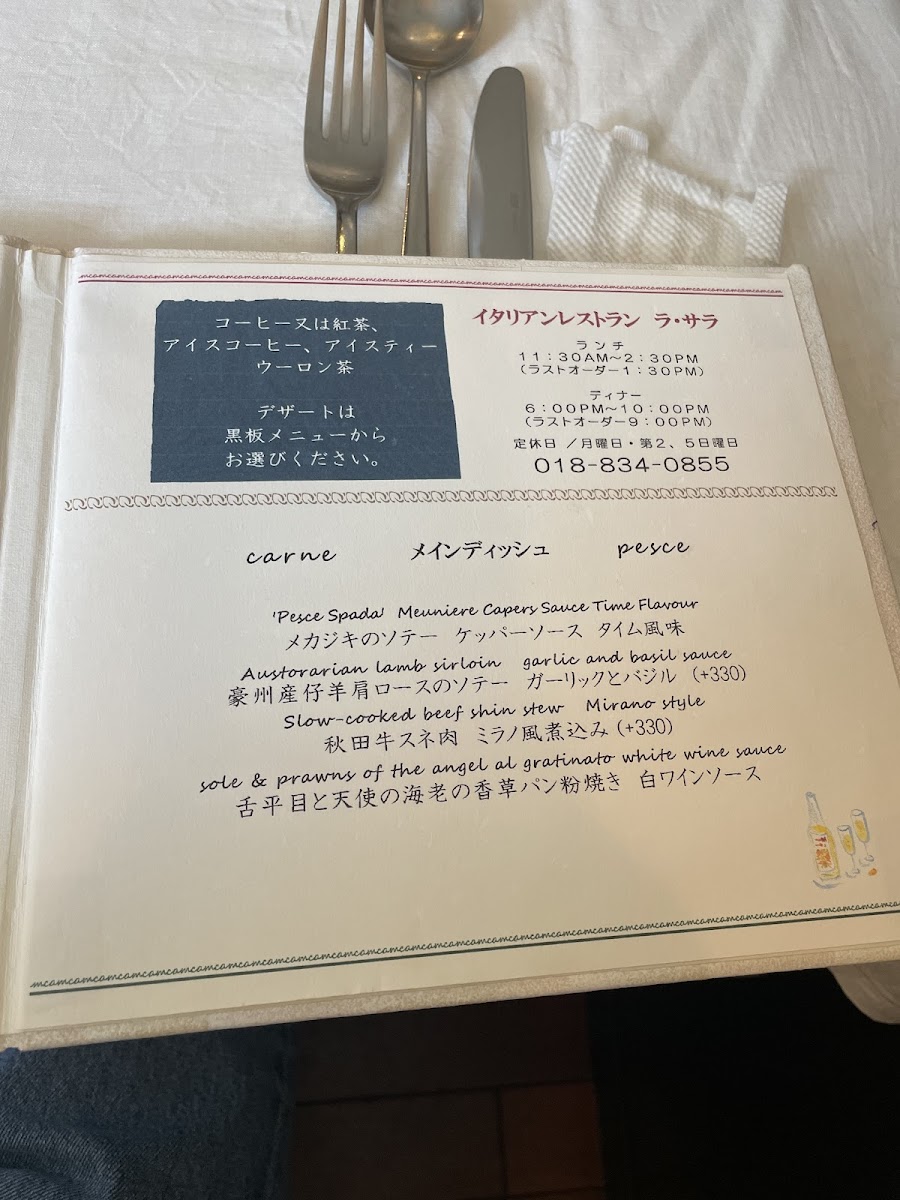 コーヒー又は紅茶、
アイスコーヒー、アイスティー
ウーロン茶
デザートは
黒板メニューから
お選びください。
イタリアンレストラン ラ・サラ
ランチ
11:30AM～2:30PM
(ラストオーダー1:30PM)
ディナー
6:00PM～10:00PM
(ラストオーダー9:00PM)
定休日 ／月曜日・第2、5日曜日
018-834-0855
carne メインディッシュ pesce
'Pesce Spada' Meuniere Capers Sauce Time Flavour
メカジキのソテー ケッパーソース タイム風味
Austorarian lamb sirloin garlic and basil sauce
豪州産仔羊肩ロースのソテー ガーリックとバジル (+330)
Slow-cooked beef shin stew Mirano style
秋田牛スネ肉 ミラノ風煮込み (+330)
sole & prawns of the angel al gratinato white wine sauce
舌平目と天使の海老の香草パン粉焼き 白ワインソース